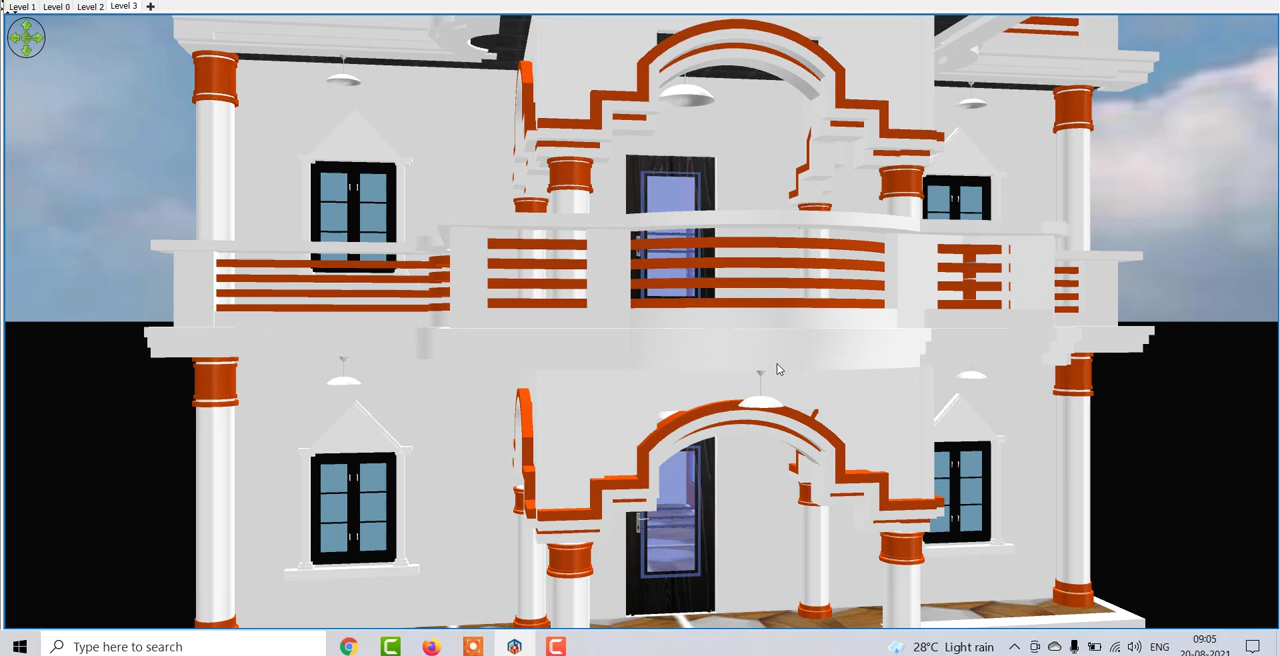 Level 1 Level 0 Level 2 Level 3
Type here to search
28°C Light rain
ENG
09:05
20-08-2021